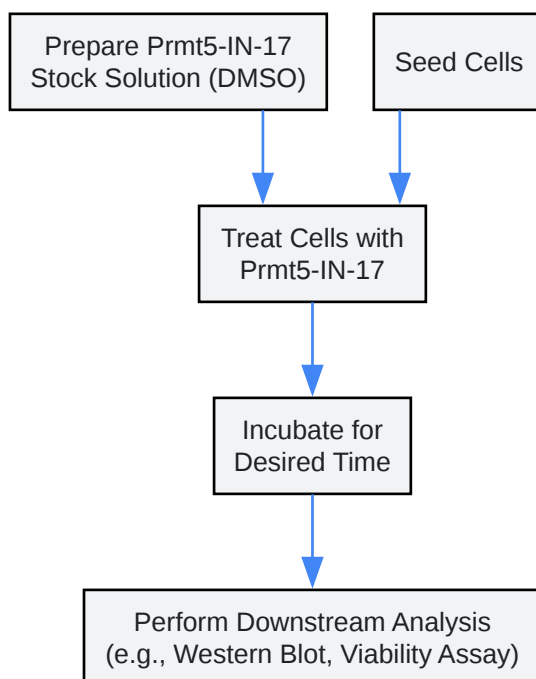 Prepare Prmt5-IN-17
Stock Solution (DMSO)
Seed Cells
Treat Cells with
Prmt5-IN-17
Incubate for
Desired Time
Perform Downstream Analysis
(e.g., Western Blot, Viability Assay)